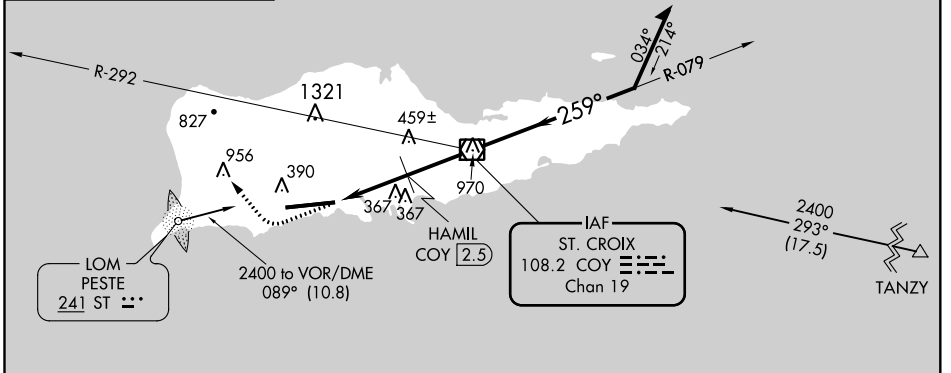 R-292
1321
827
459±
956
390
970
367
367
259°
034°
214°
R-079
HAMIL
COY 2.5
IAF
ST. CROIX
108.2 COY
Chan 19
2400
293°
(17.5)
TANZY
LOM
PESTE
241 ST
2400 to VOR/DME
089° (10.8)